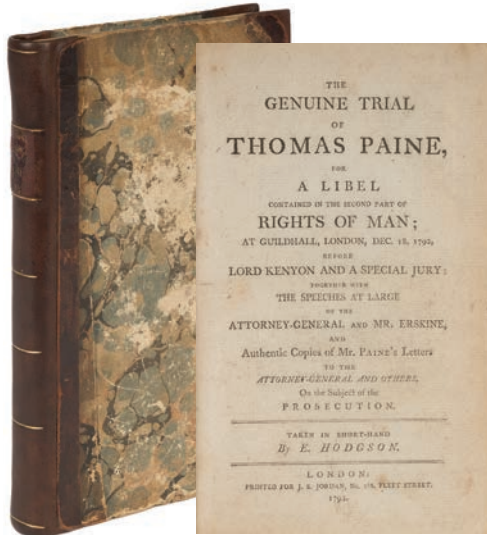 THE
GENUINE TRIAL
OF
THOMAS PAINE,
FOR
A LIBEL
CONTAINED IN THE SECOND PART OF
RIGHTS OF MAN;
AT GUILDHALL, LONDON, DEC. 18, 1792,
BEFORE
LORD KENYON AND A SPECIAL JURY:
TOGETHER WITH
THE SPEECHES AT LARGE
OF THE
ATTORNEY-GENERAL AND MR. ERSKINE,
AND
Authentic Copies of Mr. PAINE's Letters
TO THE
ATTORNEY-GENERAL AND OTHERS,
On the Subject of the
PROSECUTION.
TAKEN IN SHORT-HAND
By E. HODGSON.
LONDON:
PRINTED FOR J. S. JORDAN, No. FLEET STREET.
1792.